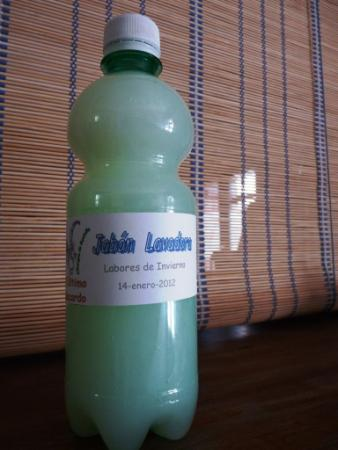 Jabón Lavadora
Labores de Invierno
14-enero-2012